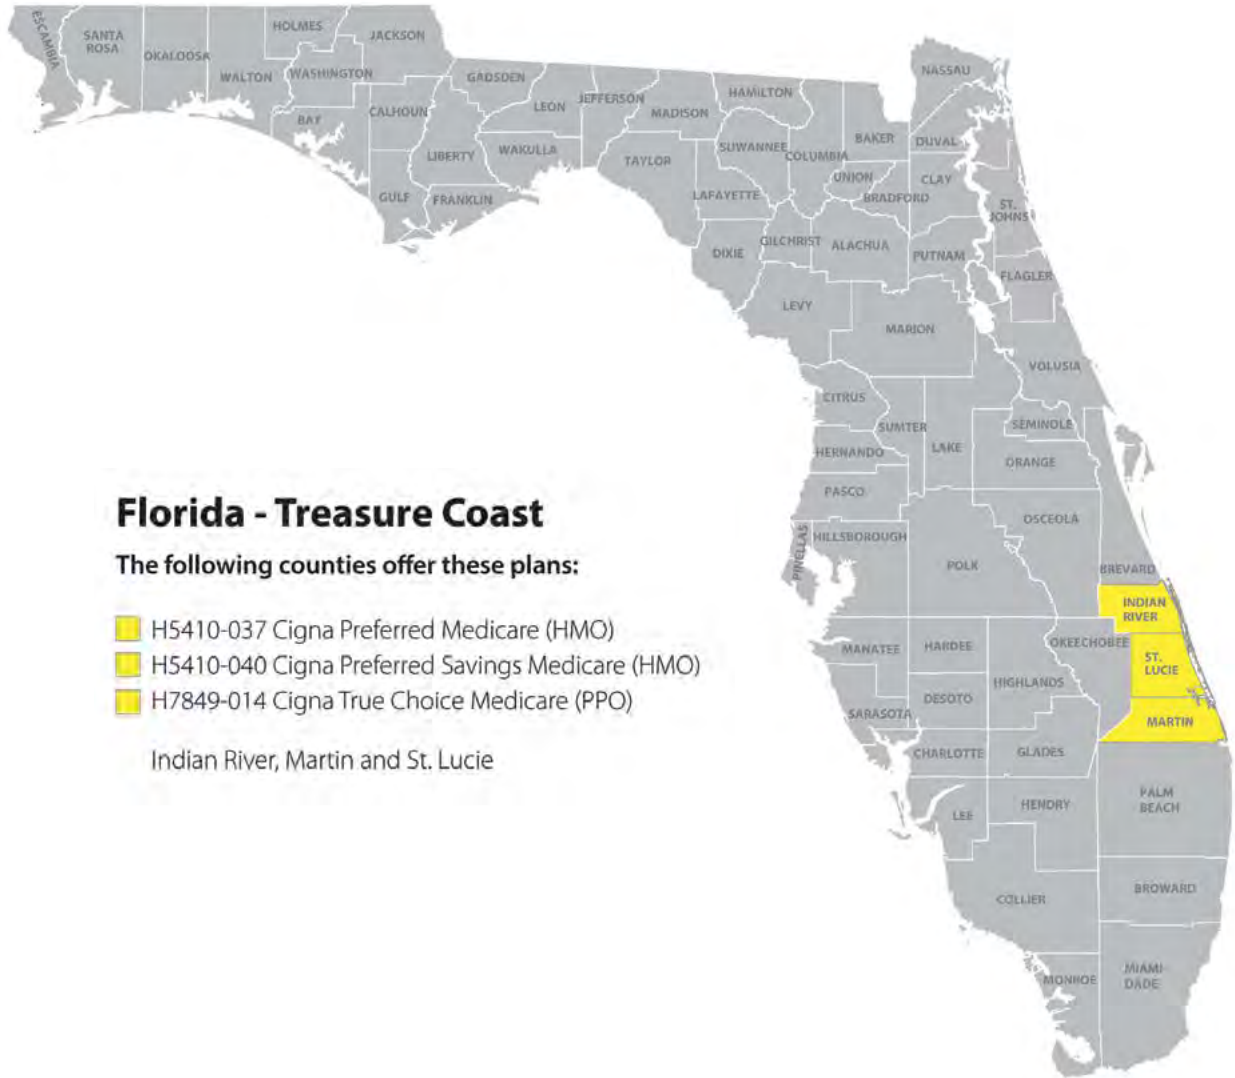 ESCAMBIA
SANTA
ROSA
OKALOOSA
WALTON
HOLMES
WASHINGTON
JACKSON
BAY
CALHOUN
GULF
GADSDEN
LIBERTY
FRANKLIN
LEON
WAKULLA
JEFFERSON
MADISON
TAYLOR
HAMILTON
SUWANNEE
LAFAYETTE
DIXIE
COLUMBIA
GILCHRIST
BAKER
UNION
BRADFORD
ALACHUA
LEVY
NASSAU
DUVAL
CLAY
ST.
JOHNS
PUTNAM
FLAGLER
MARION
VOLUSIA
CITRUS
SUMTER
HERNANDO
LAKE
SEMINOLE
ORANGE
PASCO
PINELLAS
HILLSBOROUGH
POLK
OSCEOLA
BREVARD
INDIAN
RIVER
MANATEE
HARDEE
OKEECHOBEE
ST.
LUCIE
HIGHLANDS
DESOTO
SARASOTA
MARTIN
CHARLOTTE
GLADES
LEE
HENDRY
PALM
BEACH
COLLIER
BROWARD
MONROE
MIAMI
DADE
Florida - Treasure Coast
The following counties offer these plans:
H5410-037 Cigna Preferred Medicare (HMO)
H5410-040 Cigna Preferred Savings Medicare (HMO)
H7849-014 Cigna True Choice Medicare (PPO)
Indian River, Martin and St. Lucie